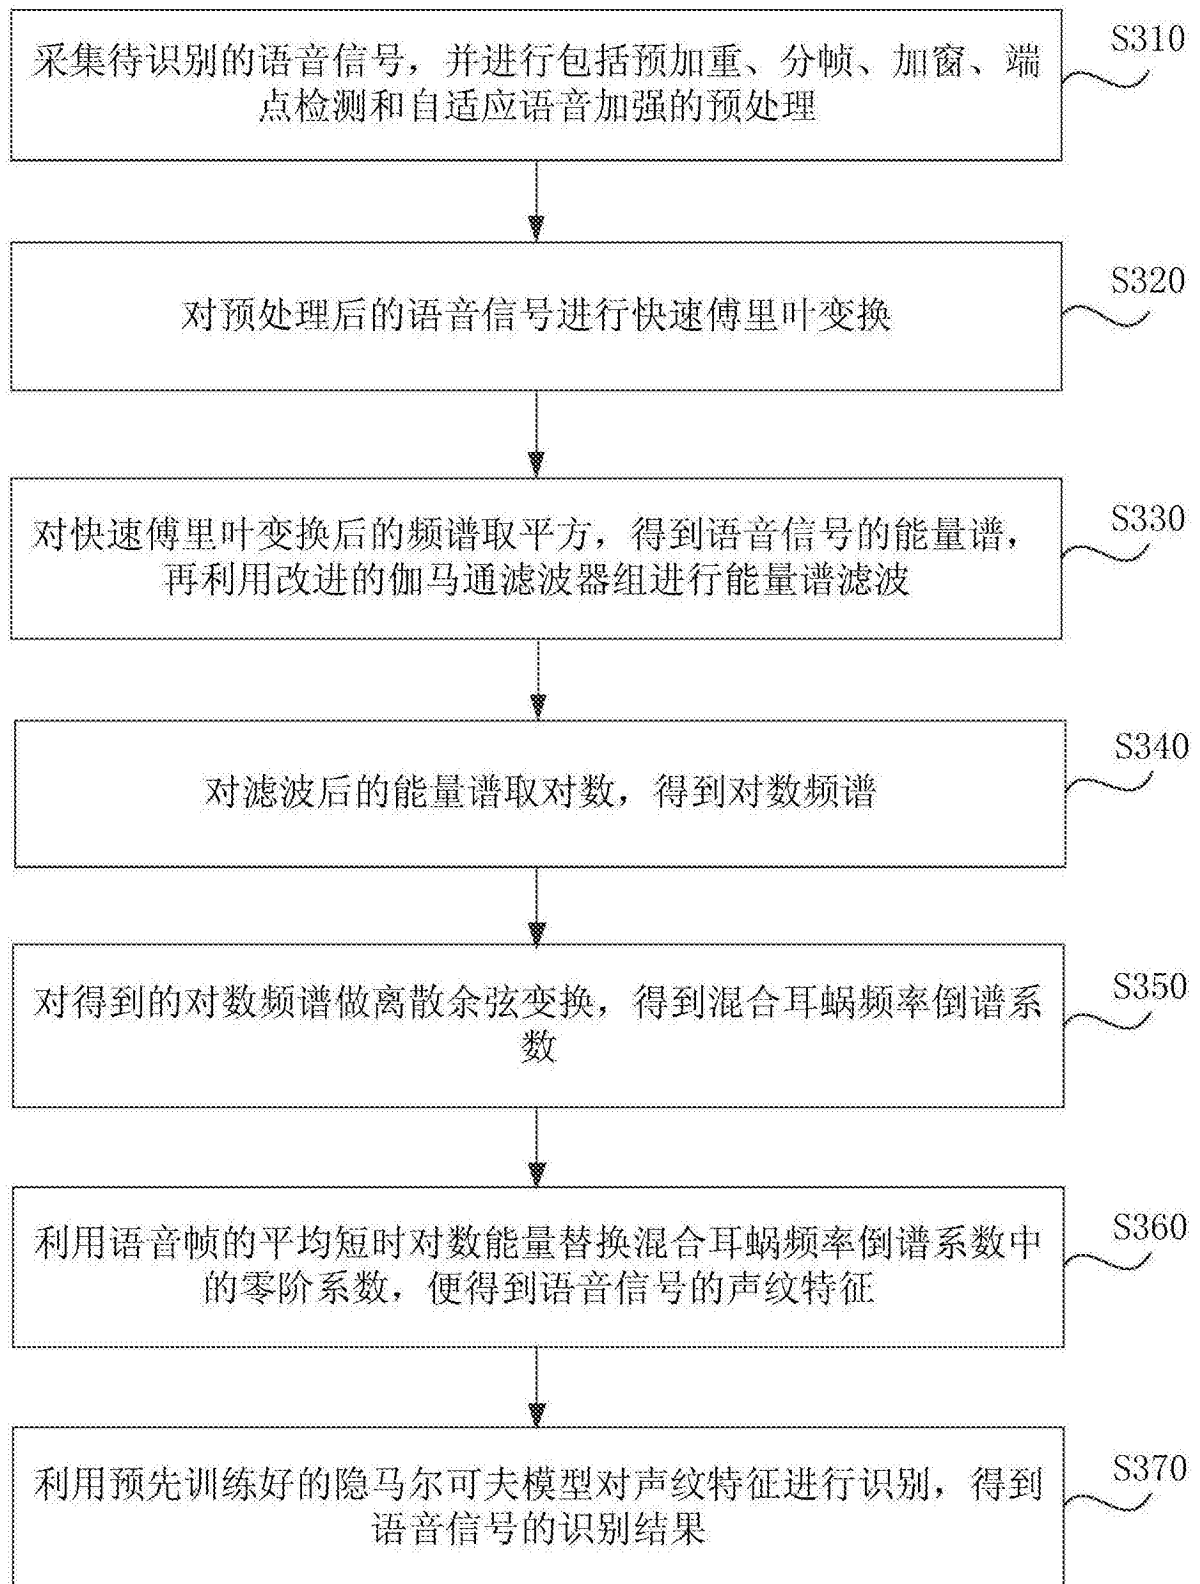 S310
采集待识别的语音信号，并进行包括预加重、分帧、加窗、端
点检测和自适应语音加强的预处理
S320
对预处理后的语音信号进行快速傅里叶变换
S330
对快速傅里叶变换后的频谱取平方，得到语音信号的能量谱，
再利用改进的伽马通滤波器组进行能量谱滤波
S340
对滤波后的能量谱取对数，得到对数频谱
S350
对得到的对数频谱做离散余弦变换，得到混合耳蜗频率倒谱系
数
S360
利用语音帧的平均短时对数能量替换混合耳蜗频率倒谱系数中
的零阶系数，便得到语音信号的声纹特征
S370
利用预先训练好的隐马尔可夫模型对声纹特征进行识别，得到
语音信号的识别结果